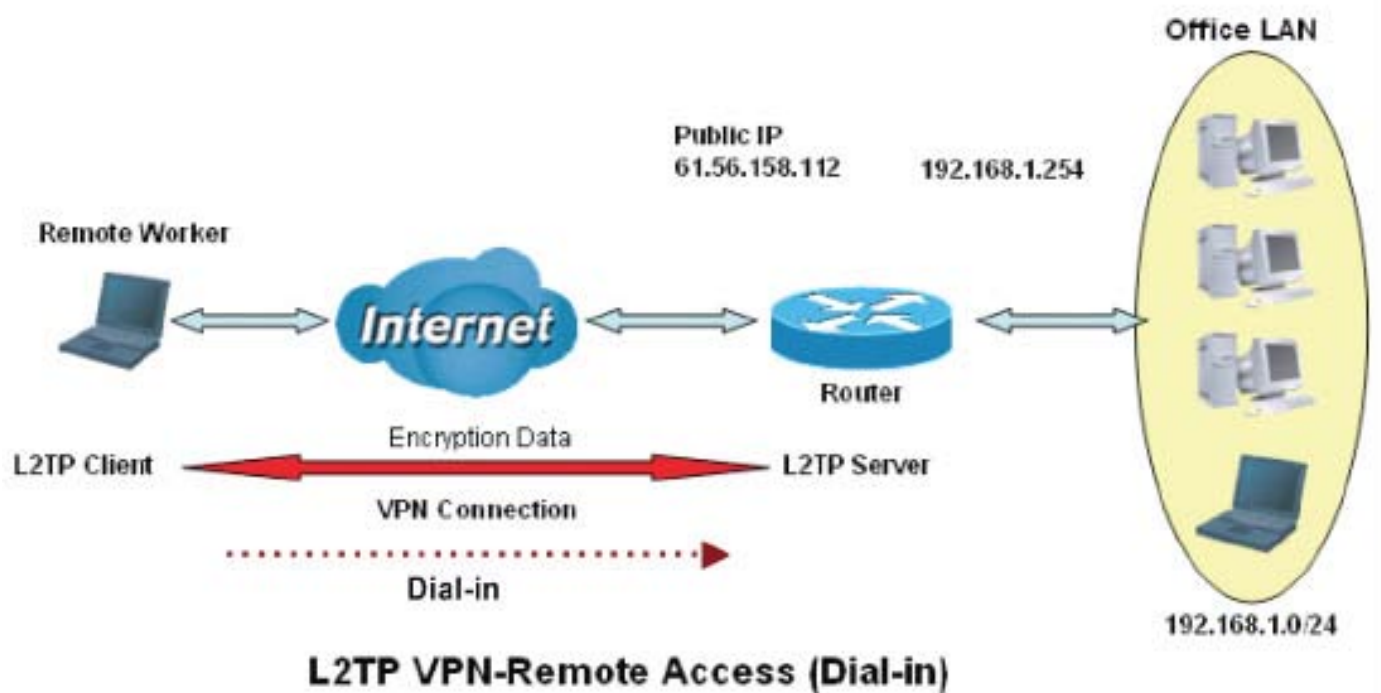 Office LAN
Public IP
61.56.158.112
192.168.1.254
Remote Worker
Internet
Router
Encryption Data
L2TP Client
L2TP Server
VPN Connection
Dial-in
192.168.1.0/24
L2TP VPN-Remote Access (Dial-in)